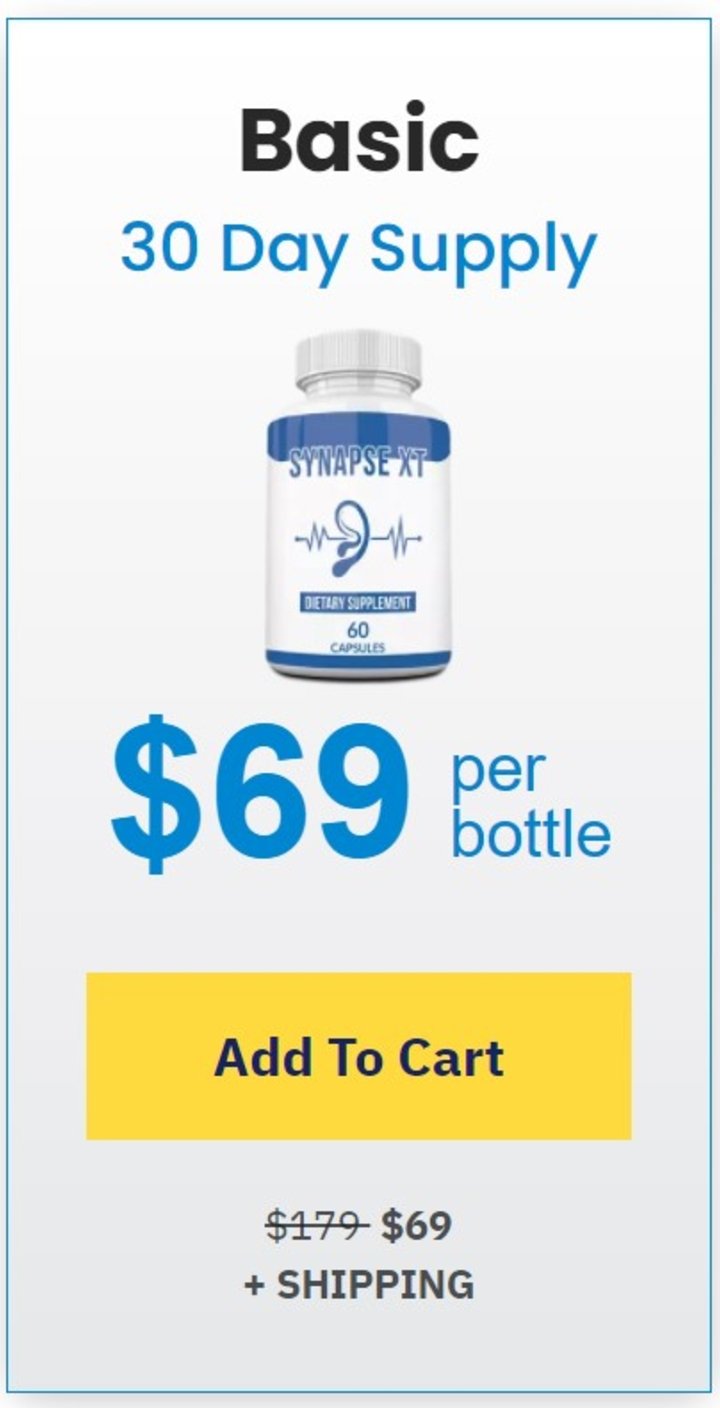 Basic
30 Day Supply
SYNAPSE XT
DIETARY SUPPLEMENT
60
CAPSULES
$69 per
bottle
Add To Cart
$179 $69
+ SHIPPING